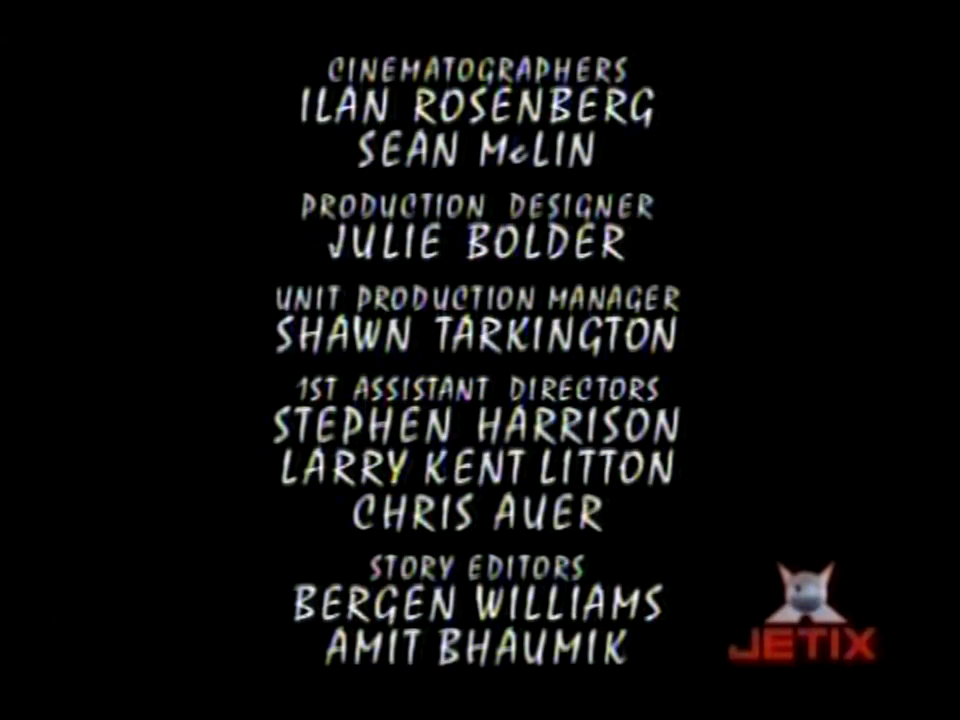 CINEMATOGRAPHERS
ILAN ROSENBERG
SEAN McLIN
PRODUCTION DESIGNER
JULIE BOLDER
UNIT PRODUCTION MANAGER
SHAWN TARKINGTON
1ST ASSISTANT DIRECTORS
STEPHEN HARRISON
LARRY KENT LITTON
CHRIS AUER
STORY EDITORS
BERGEN WILLIAMS
AMIT BHAUMIK
JETIX